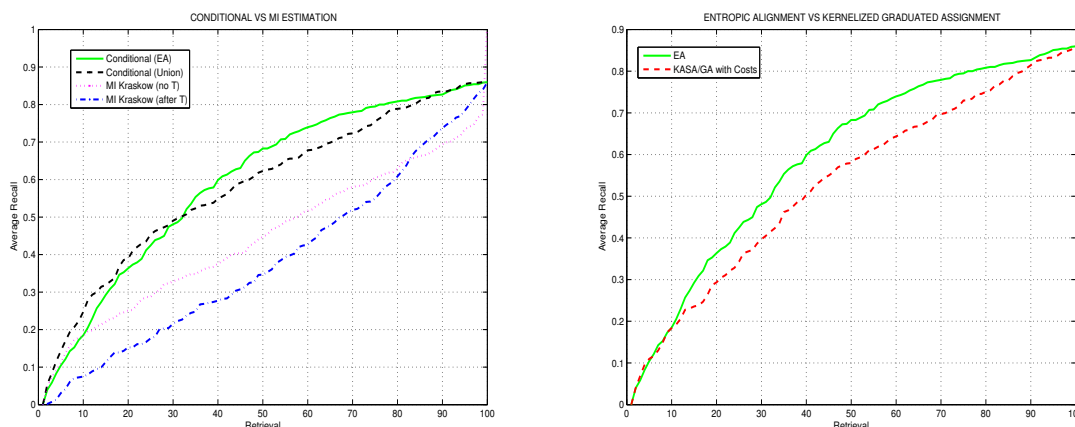 CONDITIONAL VS MI ESTIMATION
1
0.9
0.8
0.7
0.6
0.5
0.4
0.3
0.2
0.1
0
Average Recall
Conditional (EA)
Conditional (Union)
MI Kraskow (no T)
MI Kraskow (after T)
0 10 20 30 40 50 60 70 80 90 100
Retrieval
ENTROPIC ALIGNMENT VS KERNELIZED GRADUATED ASSIGNMENT
0.9
0.8
0.7
0.6
0.5
0.4
0.3
0.2
0.1
0
Average Recall
EA
KASA/GA with Costs
0 10 20 30 40 50 60 70 80 90 100
Retrieval